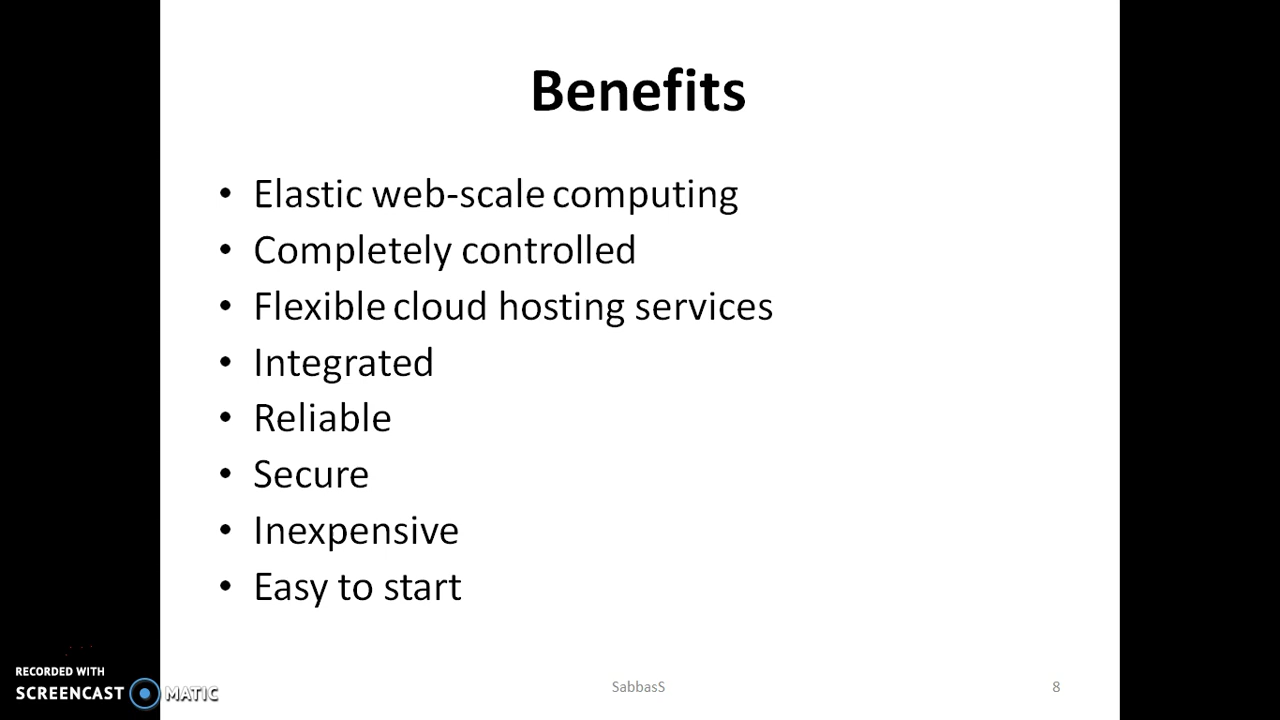 Benefits
• Elastic web-scale computing
• Completely controlled
• Flexible cloud hosting services
• Integrated
• Reliable
• Secure
• Inexpensive
• Easy to start
RECORDED WITH
SCREENCAST MATIC
SabbasS
8